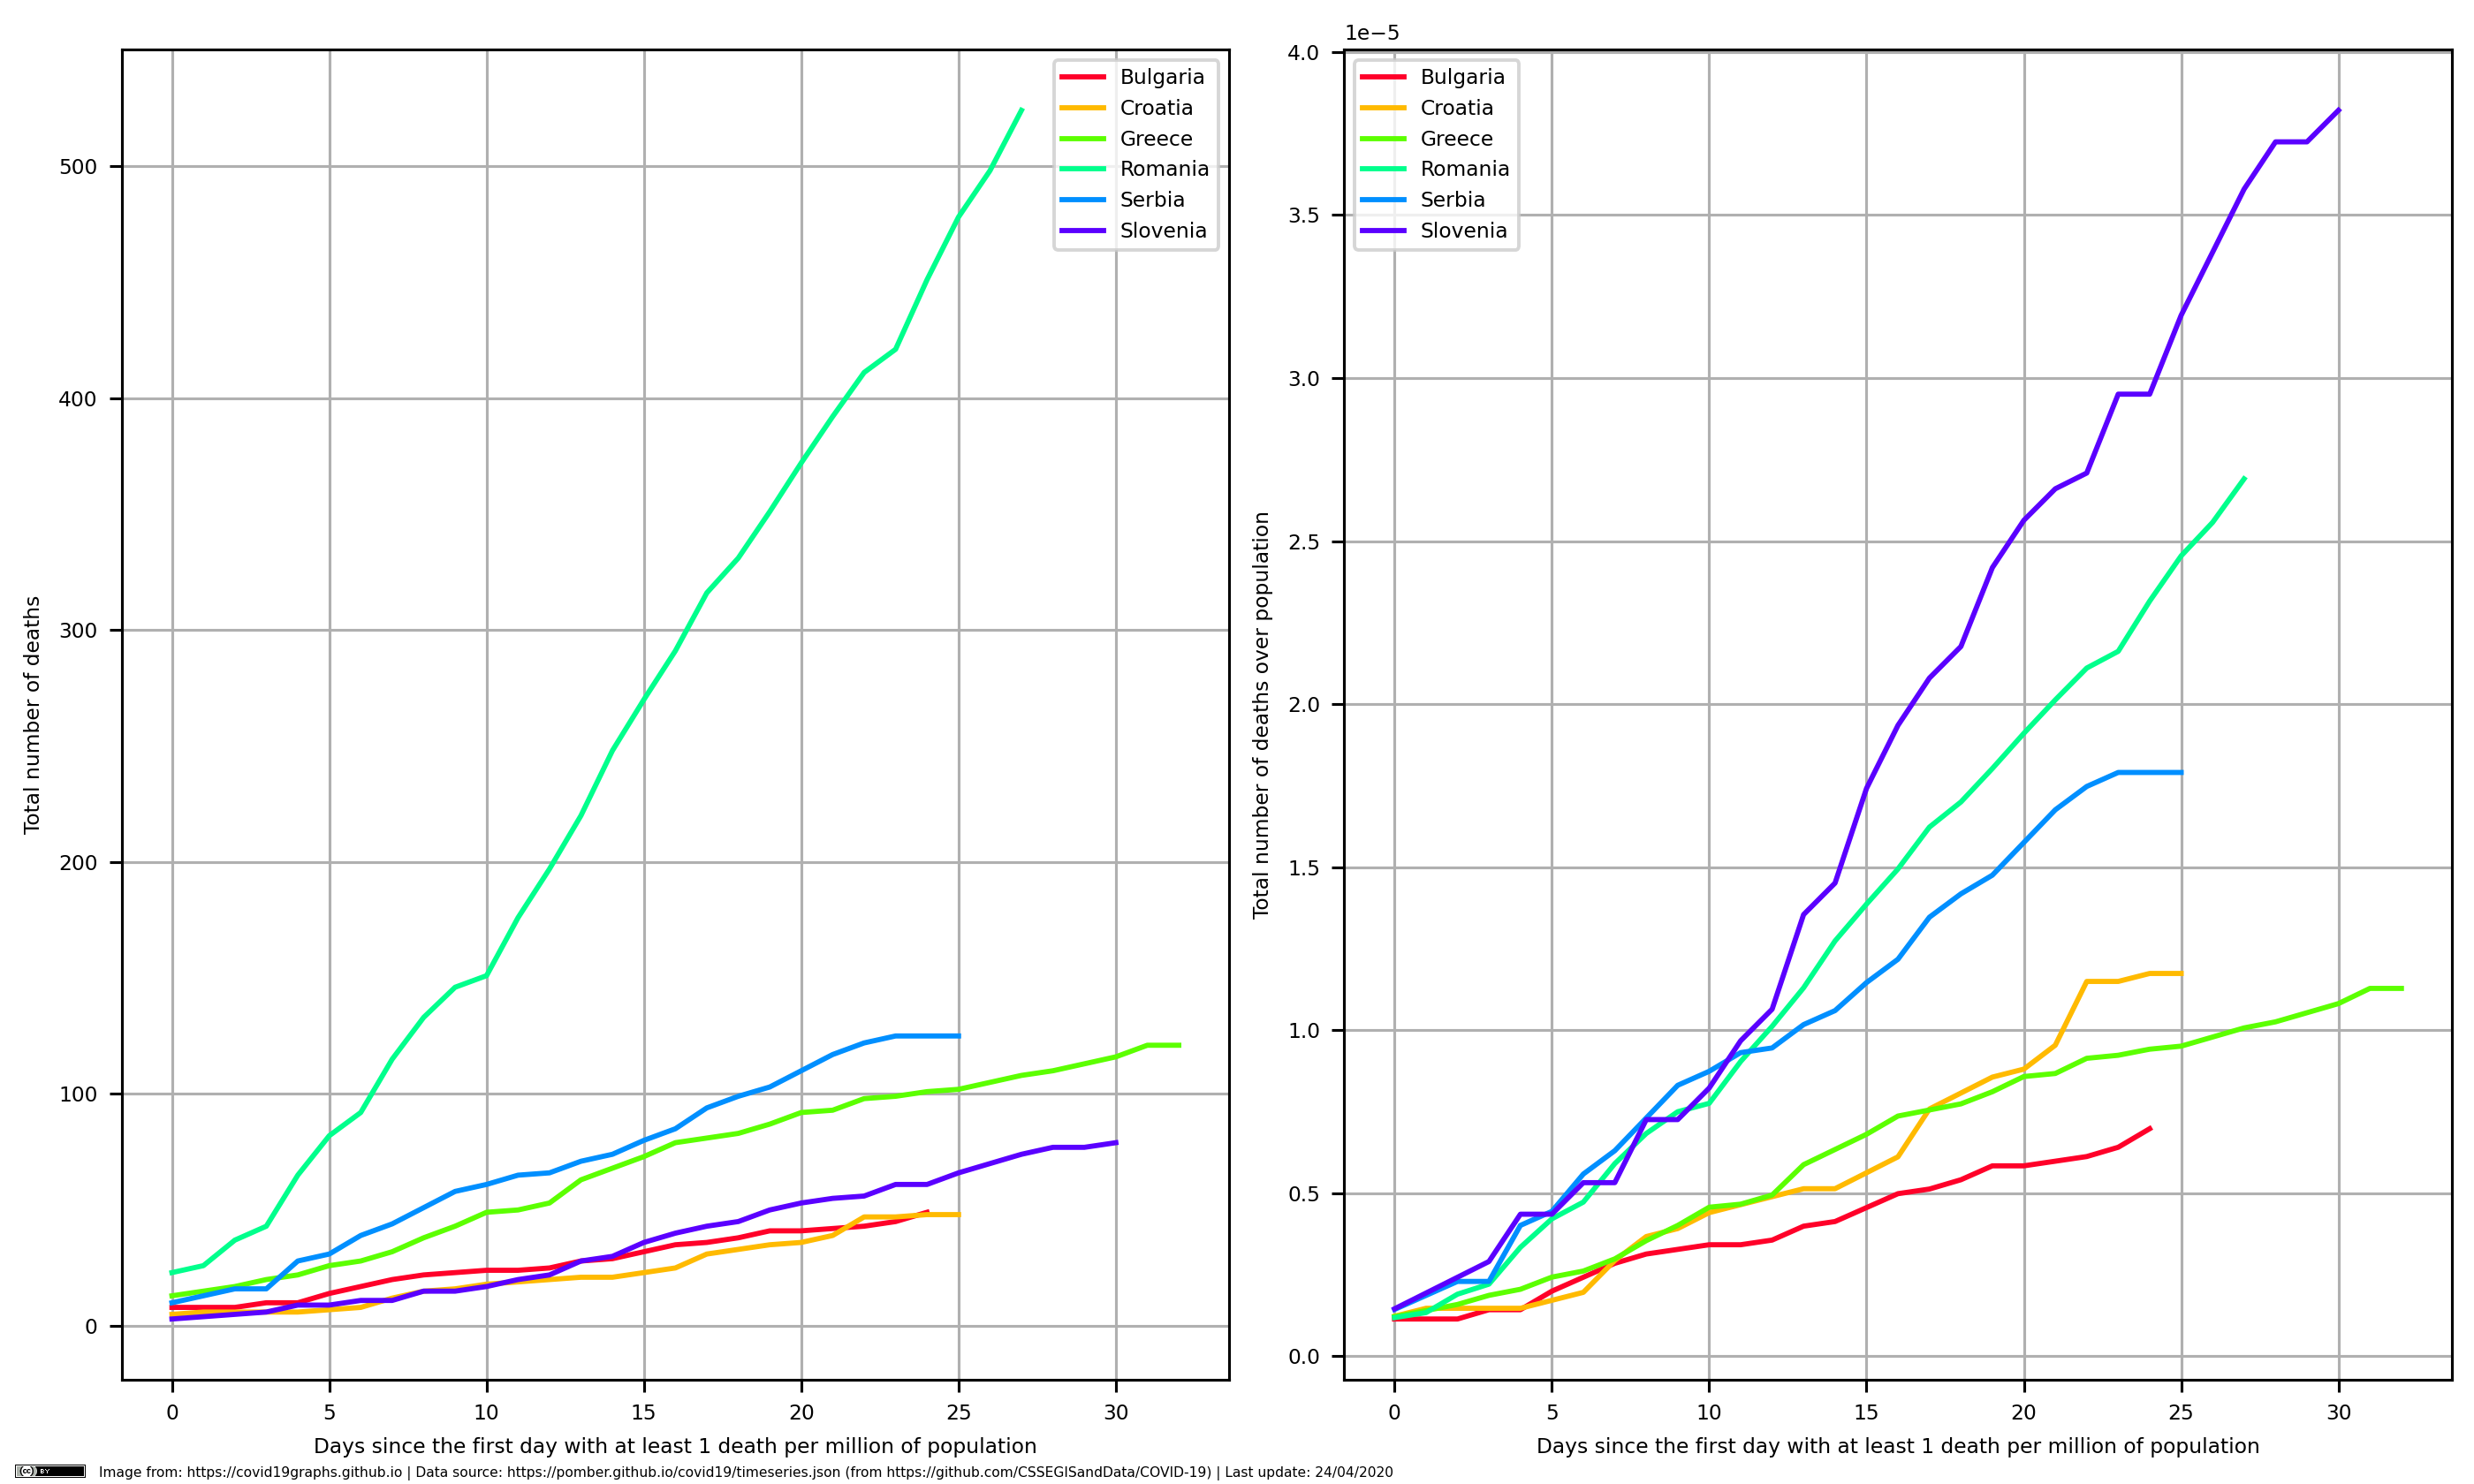 Total number of deaths
500
400
300
200
100
0
0 5 10 15 20 25 30
Days since the first day with at least 1 death per million of population
Bulgaria
Croatia
Greece
Romania
Serbia
Slovenia
1e−5
Total number of deaths over population
4.0
3.5
3.0
2.5
2.0
1.5
1.0
0.5
0.0
0 5 10 15 20 25 30
Days since the first day with at least 1 death per million of population
Bulgaria
Croatia
Greece
Romania
Serbia
Slovenia
(cc) BY Image from: https://covid19graphs.github.io | Data source: https://pomber.github.io/covid19/timeseries.json (from https://github.com/CSSEGISandData/COVID-19) | Last update: 24/04/2020